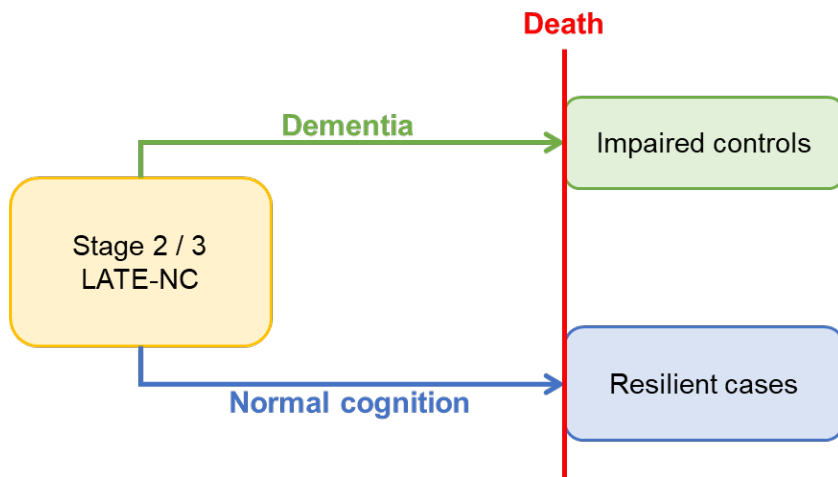 Death
Dementia
Impaired controls
Stage 2 / 3
LATE-NC
Resilient cases
Normal cognition